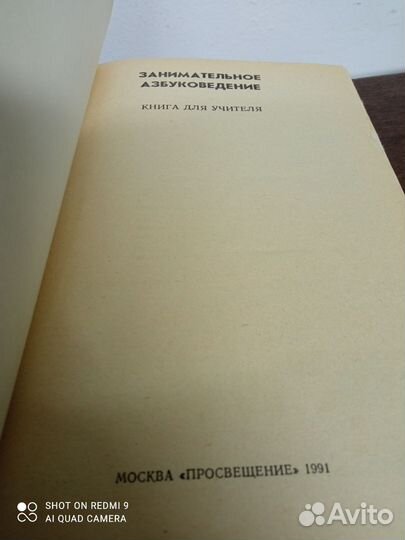 ЗАНИМАТЕЛЬНОЕ
АЗБУКОВЕДЕНИЕ
КНИГА ДЛЯ УЧИТЕЛЯ
МОСКВА «ПРОСВЕЩЕНИЕ» 1991
SHOT ON REDMI 9
AI QUAD CAMERA
Avito